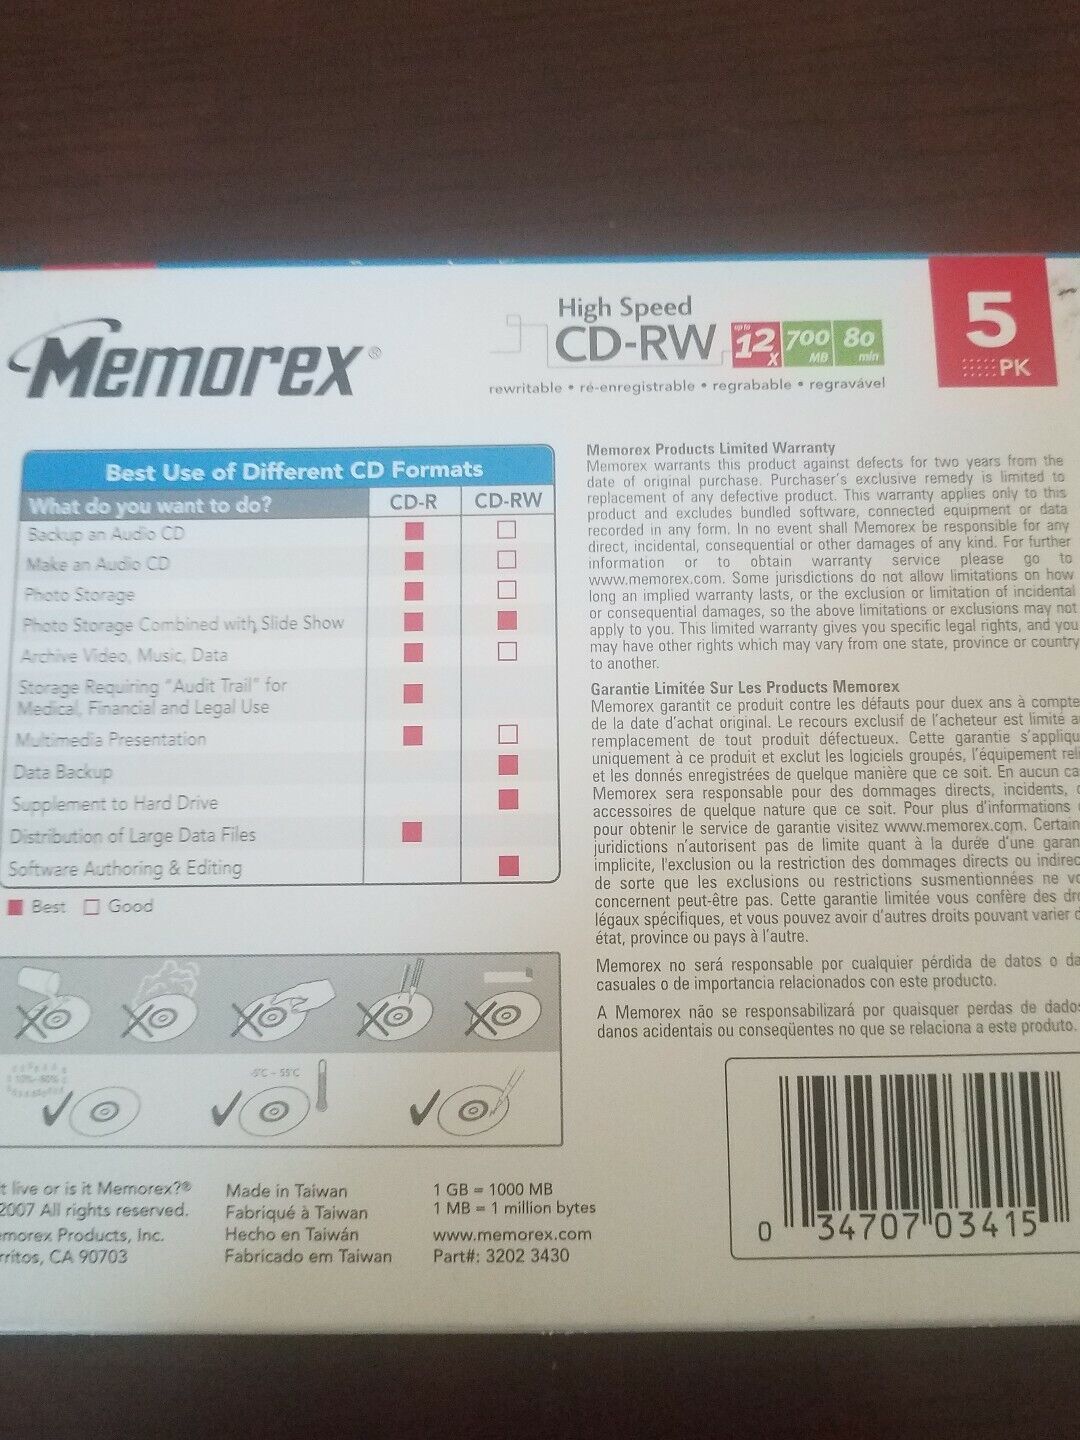 Memorex®
High Speed
CD-RW up to 12x 700 MB 80 min
rewritable • ré-enregistrable • regrabable • regravável
5
PK
Best Use of Different CD Formats
What do you want to do? CD-R CD-RW
Backup an Audio CD
Make an Audio CD
Photo Storage
Photo Storage Combined with Slide Show
Archive Video, Music, Data
Storage Requiring "Audit Trail" for
Medical, Financial and Legal Use
Multimedia Presentation
Data Backup
Supplement to Hard Drive
Distribution of Large Data Files
Software Authoring & Editing
Best Good
10% - 80%
-5°C - 55°C
Memorex Products Limited Warranty
Memorex warrants this product against defects for two years from the
date of original purchase. Purchaser's exclusive remedy is limited to
replacement of any defective product. This warranty applies only to this
product and excludes bundled software, connected equipment or data
recorded in any form. In no event shall Memorex be responsible for any
direct, incidental, consequential or other damages of any kind. For further
information or to obtain warranty service please go to
www.memorex.com. Some jurisdictions do not allow limitations on how
long an implied warranty lasts, or the exclusion or limitation of incidental
or consequential damages, so the above limitations or exclusions may not
apply to you. This limited warranty gives you specific legal rights, and you
may have other rights which may vary from one state, province or country
to another.
Garantie Limitée Sur Les Products Memorex
Memorex garantit ce produit contre les défauts pour duex ans à compte
de la date d'achat original. Le recours exclusif de l'acheteur est limité a
remplacement de tout produit défectueux. Cette garantie s'appliqu
uniquement à ce produit et exclut les logiciels groupés, l'équipement reli
et les donnés enregistrées de quelque manière que ce soit. En aucun ca
Memorex sera responsable pour des dommages directs, incidents,
accessoires de quelque nature que ce soit. Pour plus d'informations
pour obtenir le service de garantie visitez www.memorex.com. Certain
juridictions n'autorisent pas de limite quant à la durée d'une garan
implicite, l'exclusion ou la restriction des dommages directs ou indirec
de sorte que les exclusions ou restrictions susmentionnées ne vo
concernent peut-être pas. Cette garantie limitée vous confère des dro
légaux spécifiques, et vous pouvez avoir d'autres droits pouvant varier d
état, province ou pays à l'autre.
Memorex no será responsable por cualquier pérdida de datos o da
casuales o de importancia relacionados con este producto.
A Memorex não se responsabilizará por quaisquer perdas de dados
danos acidentais ou conseqüentes no que se relaciona a este produto.
t live or is it Memorex?®
2007 All rights reserved.
morex Products, Inc.
rritos, CA 90703
Made in Taiwan
Fabriqué à Taiwan
Hecho en Taiwán
Fabricado em Taiwan
1 GB = 1000 MB
1 MB = 1 million bytes
www.memorex.com
Part#: 3202 3430
0 34707 03415